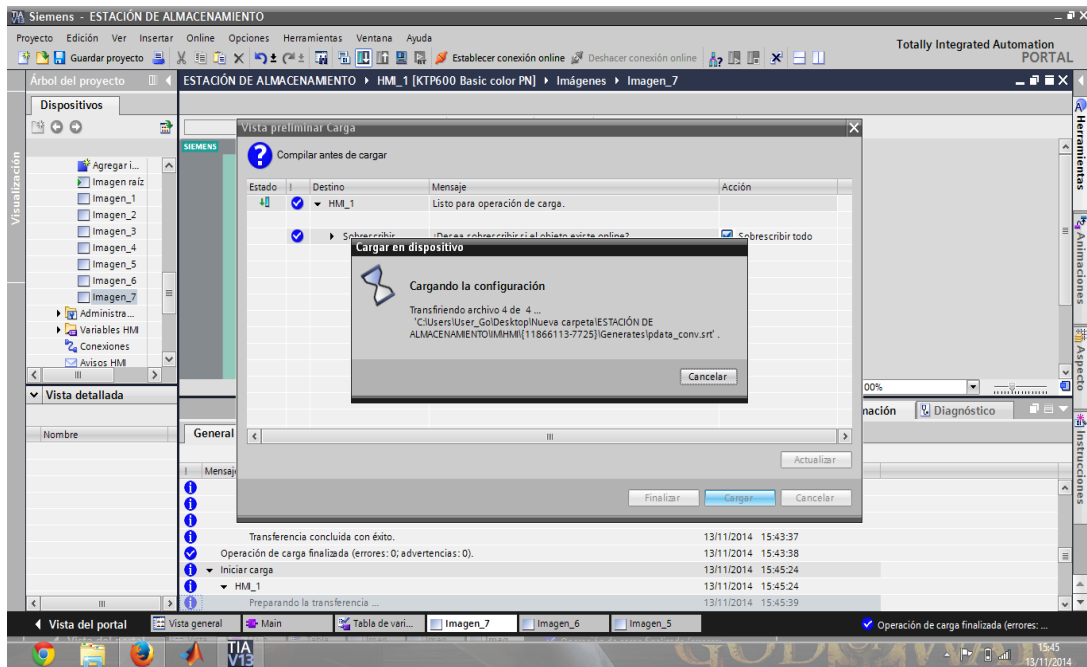 Siemens - ESTACIÓN DE ALMACENAMIENTO
Proyecto Edición Ver Insertar Online Opciones Herramientas Ventana Ayuda
Totally Integrated Automation
PORTAL
Guardar proyecto Establecer conexión online Deshacer conexión online
Árbol del proyecto
ESTACIÓN DE ALMACENAMIENTO HMI_1 [KTP600 Basic color PN] Imágenes Imagen_7
Dispositivos
Visualización
Agregar i...
Imagen raíz
Imagen_1
Imagen_2
Imagen_3
Imagen_4
Imagen_5
Imagen_6
Imagen_7
Administra...
Variables HMI
Conexiones
Avisos HMI
Vista detallada
Nombre
SIEMENS
Vista preliminar Carga
Compilar antes de cargar
Estado ! Destino Mensaje Acción
HMI_1 Listo para operación de carga.
Sobrescribir ¿Desea sobrescribir si el objeto existe online? Sobrescribir todo
Cargar en dispositivo
Cargando la configuración
Transfiriendo archivo 4 de 4 ...
'C:\Users\User_Go\Desktop\Nueva carpeta\ESTACIÓN DE
ALMACENAMIENTO\IM\HMI\{11866113-7725}\Generates\pdata_conv.srt' .
Cancelar
Actualizar
Finalizar Cargar Cancelar
00%
mación Diagnóstico
General
! Mensaj
Transferencia concluida con éxito. 13/11/2014 15:43:37
Operación de carga finalizada (errores: 0; advertencias: 0). 13/11/2014 15:43:38
Iniciar carga 13/11/2014 15:45:24
HMI_1 13/11/2014 15:45:24
Preparando la transferencia ... 13/11/2014 15:45:39
Herramientas
Animaciones
Aspecto
Instrucciones
Vista del portal Vista general Main Tabla de vari... Imagen_7 Imagen_6 Imagen_5 Operación de carga finalizada (errores: ...
TIA
V13
15:45
13/11/2014